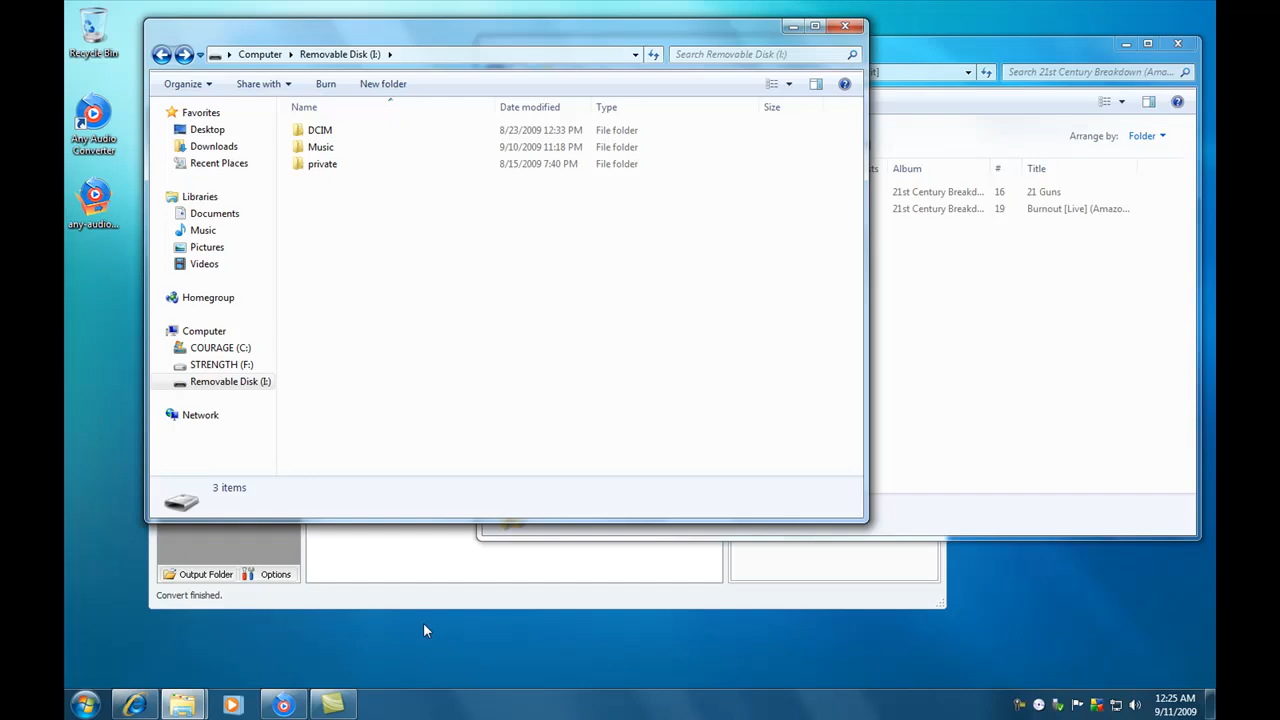 Recycle Bin
Any Audio Converter
any-audio...
Computer
Removable Disk (I:)
Search Removable Disk (I:)
Organize
Share with
Burn
New folder
Favorites
Desktop
Downloads
Recent Places
Libraries
Documents
Music
Pictures
Videos
Homegroup
Computer
COURAGE (C:)
STRENGTH (F:)
Removable Disk (I:)
Network
Name Date modified Type Size
DCIM 8/23/2009 12:33 PM File folder
Music 9/10/2009 11:18 PM File folder
private 8/15/2009 7:40 PM File folder
3 items
Search 21st Century Breakdown (Ama...
Arrange by: Folder
Album # Title
21st Century Breakd... 16 21 Guns
21st Century Breakd... 19 Burnout [Live] (Amazo...
Output Folder
Options
Convert finished.
12:25 AM
9/11/2009